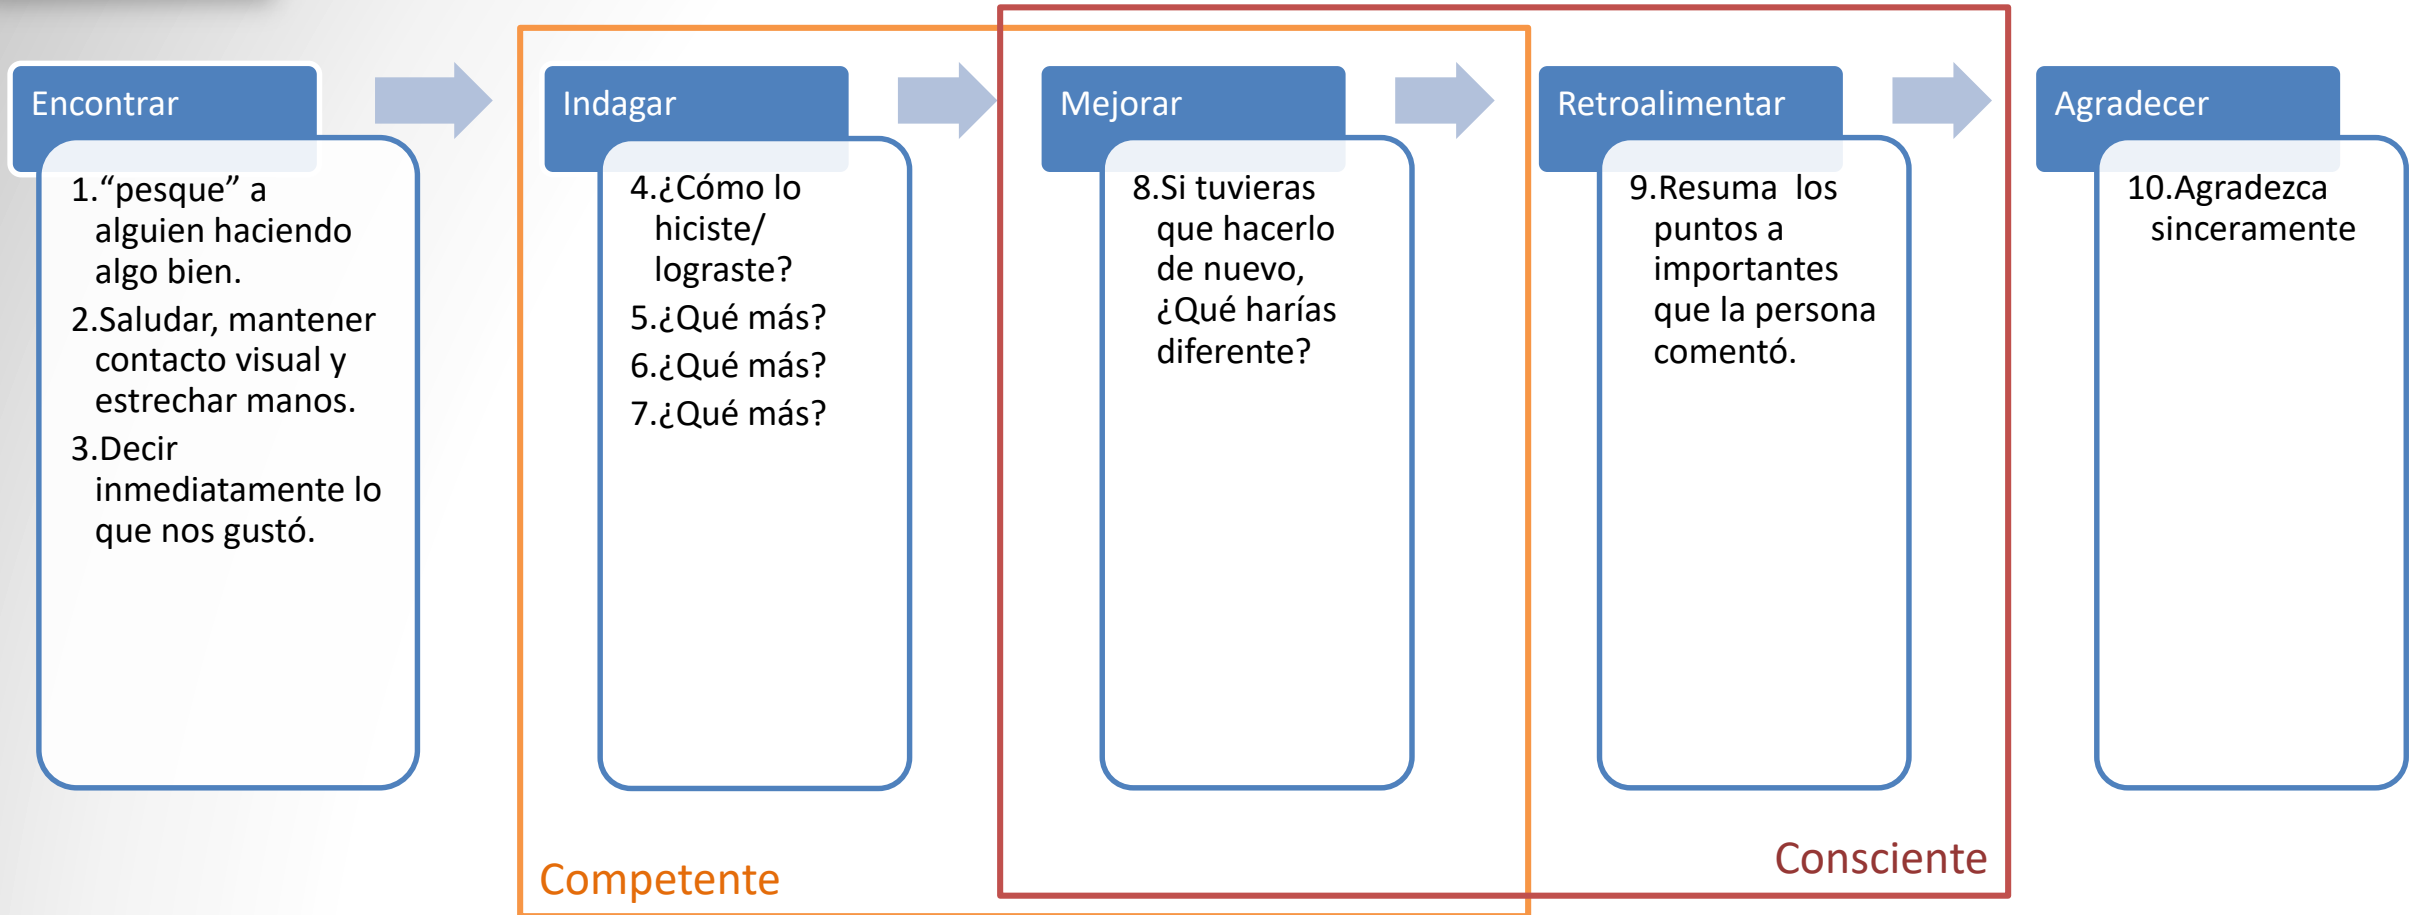 Encontrar
1.“pesque” a
alguien haciendo
algo bien.
2.Saludar, mantener
contacto visual y
estrechar manos.
3.Decir
inmediatamente lo
que nos gustó.
Indagar
4.¿Cómo lo
hiciste/
lograste?
5.¿Qué más?
6.¿Qué más?
7.¿Qué más?
Mejorar
8.Si tuvieras
que hacerlo
de nuevo,
¿Qué harías
diferente?
Retroalimentar
9.Resuma  los
puntos a
importantes
que la persona
comentó.
Agradecer
10.Agradezca
sinceramente
Competente
Consciente